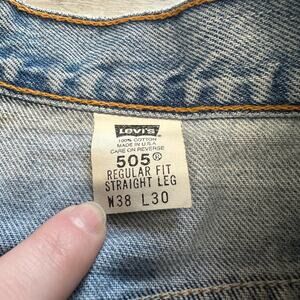 Levi's
100% COTTON
MADE IN U.S.A.
CARE ON REVERSE
505®
REGULAR FIT
STRAIGHT LEG
W38 L30